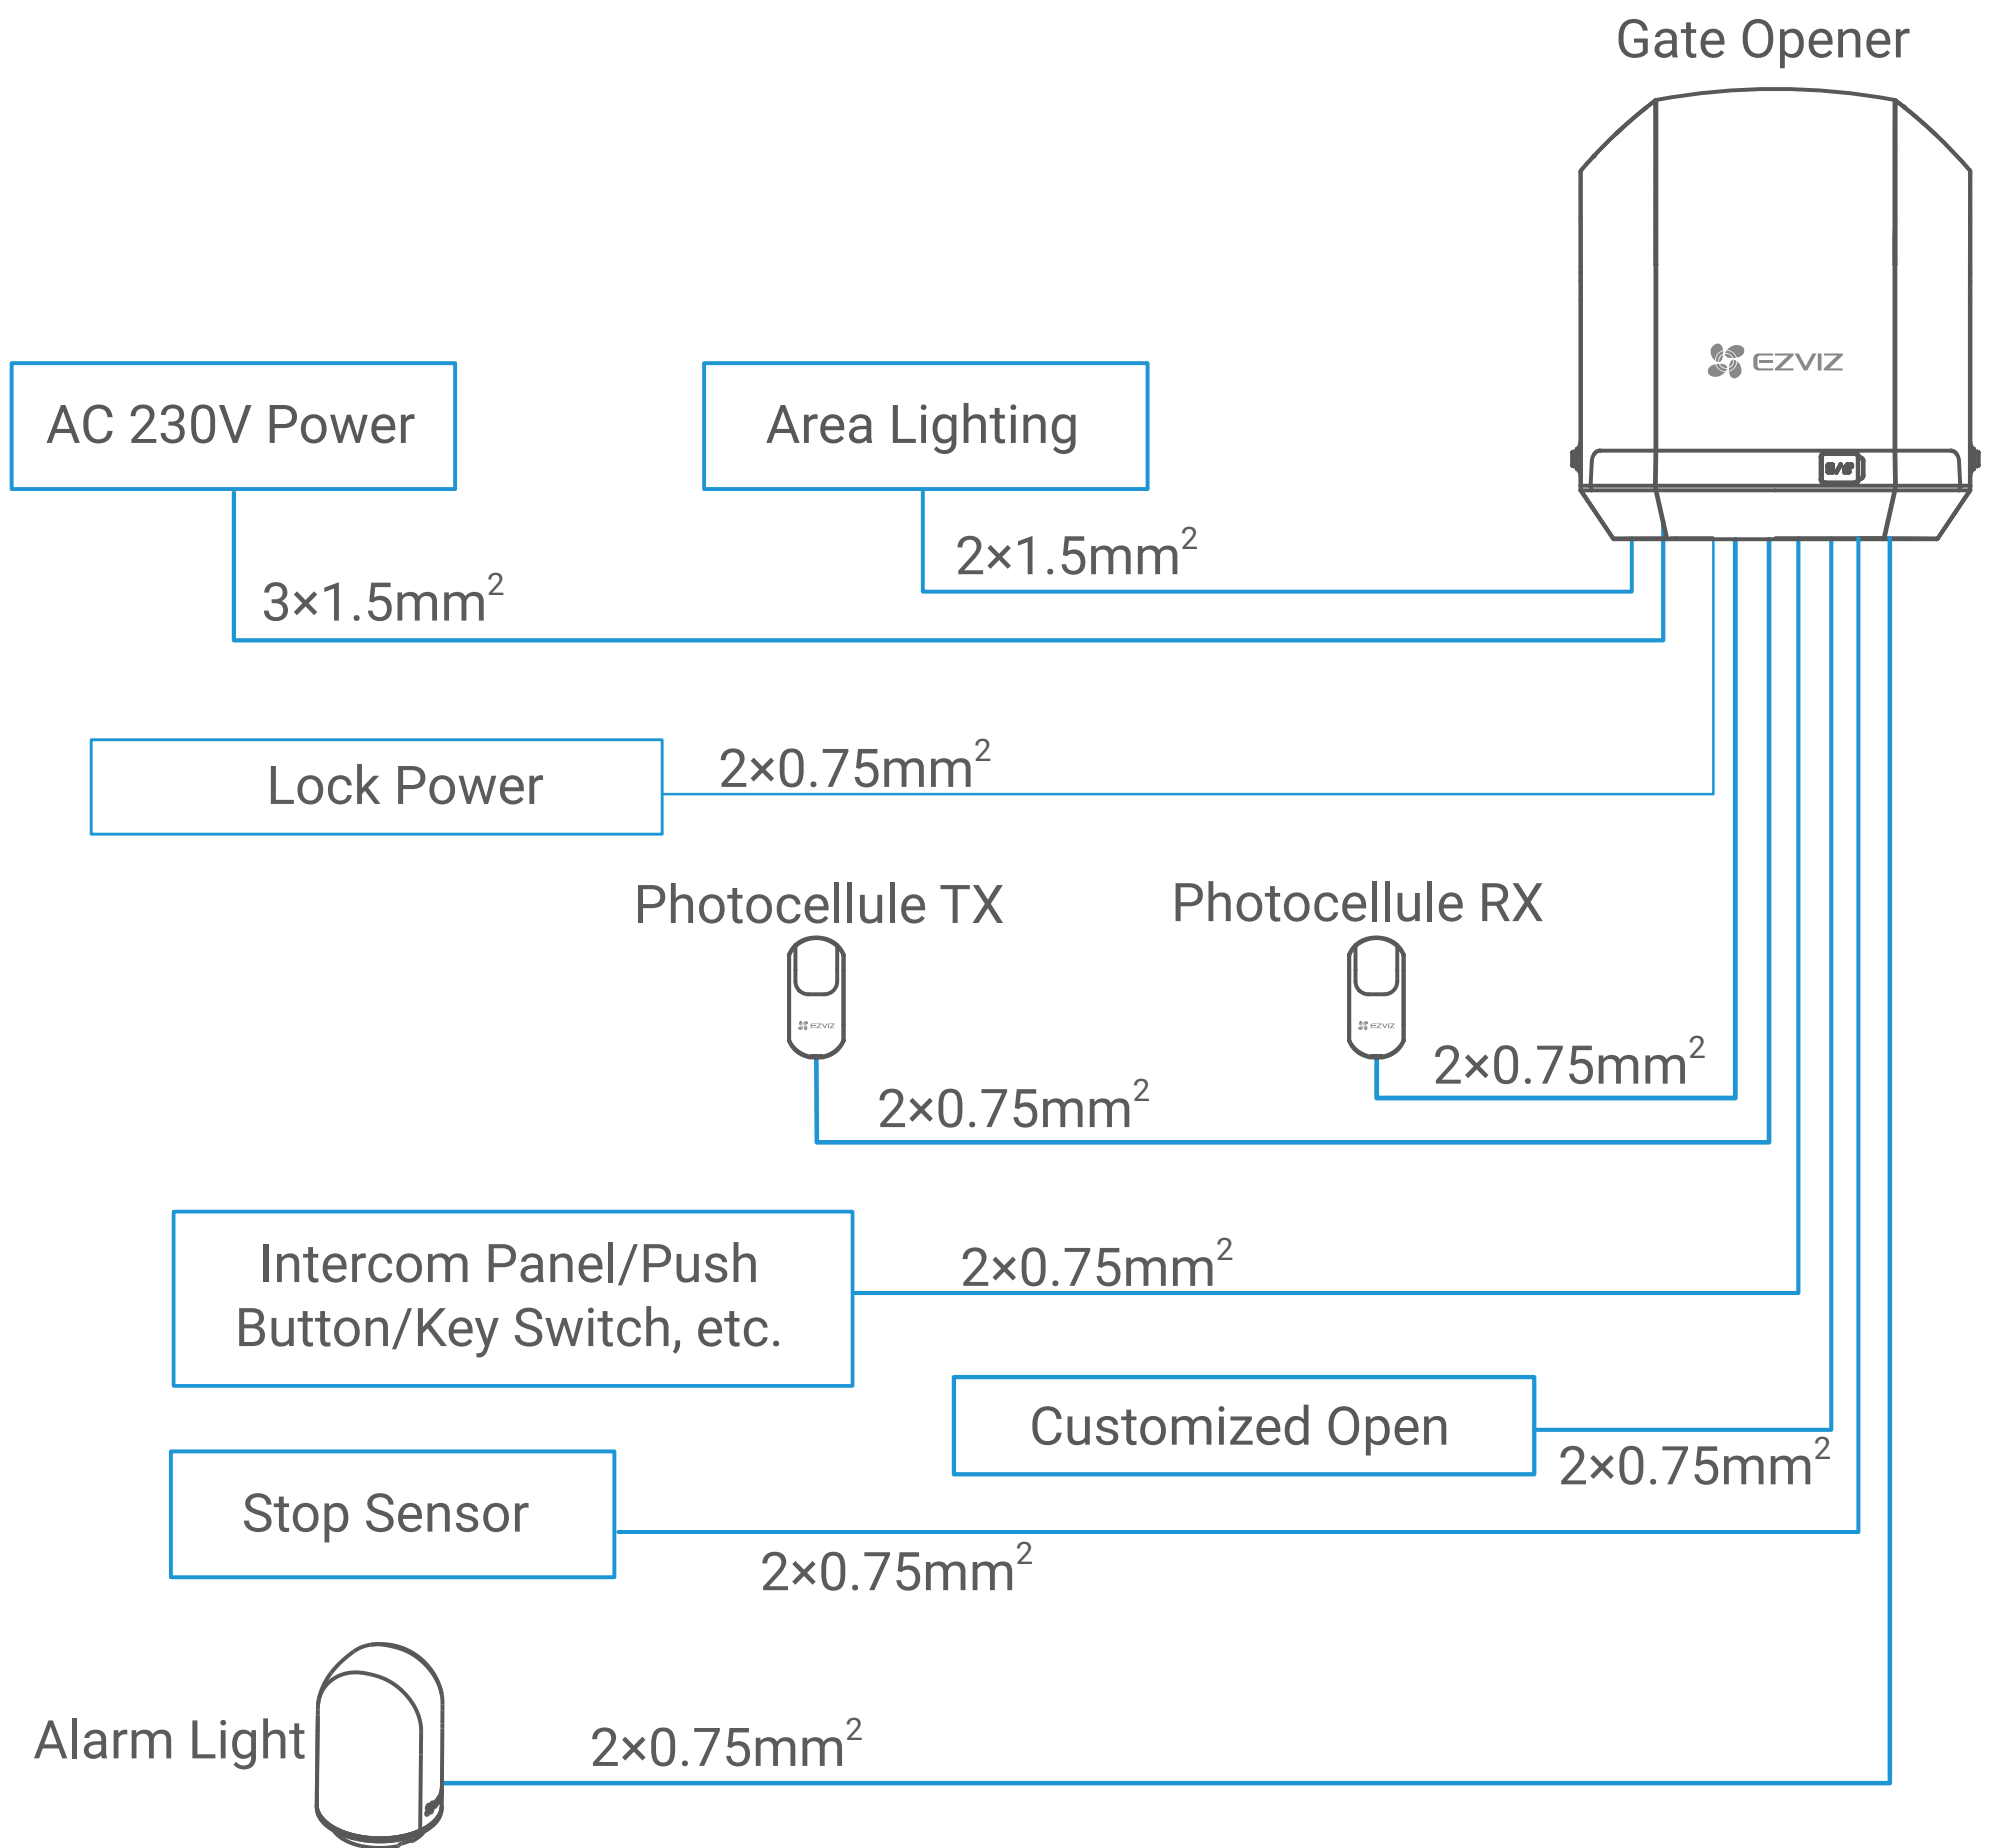 Gate Opener
EZVIZ
AC 230V Power
Area Lighting
2×1.5mm²
3×1.5mm²
Lock Power
2×0.75mm²
Photocellule TX
Photocellule RX
EZVIZ
EZVIZ
2×0.75mm²
2×0.75mm²
Intercom Panel/Push
Button/Key Switch, etc.
2×0.75mm²
Customized Open
2×0.75mm²
Stop Sensor
2×0.75mm²
Alarm Light
2×0.75mm²